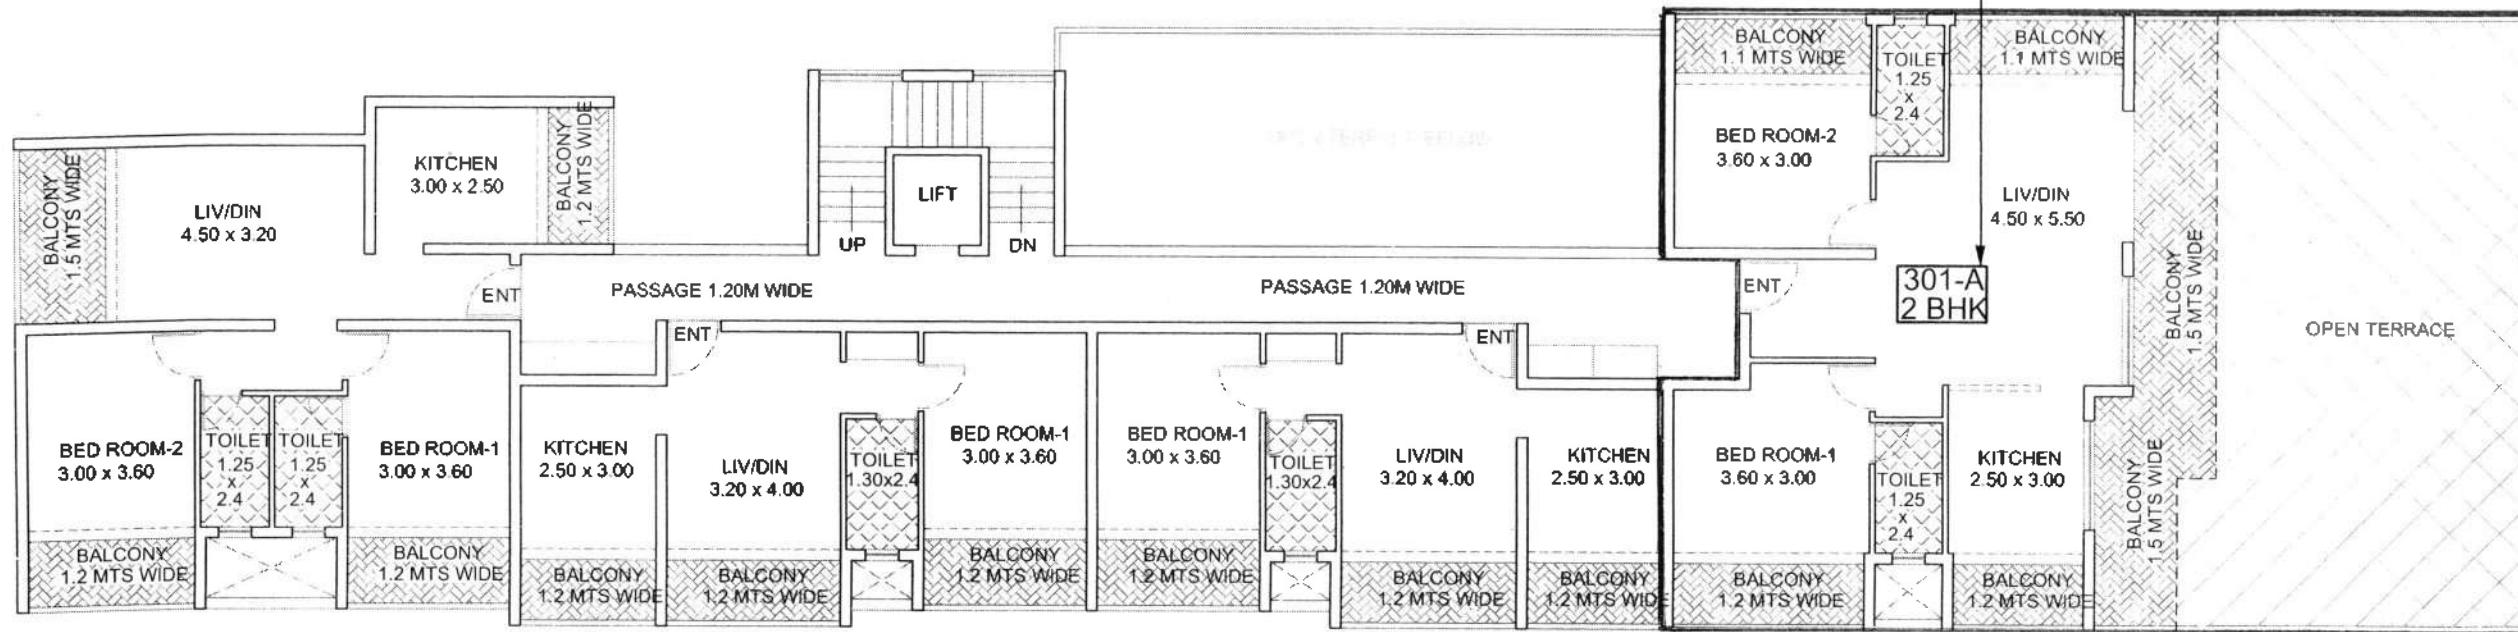 BALCONY
1.5 MTS WIDE
LIV/DIN
4.50 x 3.20
KITCHEN
3.00 x 2.50
BALCONY
1.2 MTS WIDE
ENT
UP
LIFT
DN
PASSAGE 1.20M WIDE
PASSAGE 1.20M WIDE
BED ROOM-2
3.00 x 3.60
BALCONY
1.2 MTS WIDE
TOILET
1.25
x
2.4
TOILET
1.25
x
2.4
BED ROOM-1
3.00 x 3.60
BALCONY
1.2 MTS WIDE
ENT
KITCHEN
2.50 x 3.00
BALCONY
1.2 MTS WIDE
LIV/DIN
3.20 x 4.00
BALCONY
1.2 MTS WIDE
TOILET
1.30x2.4
BED ROOM-1
3.00 x 3.60
BALCONY
1.2 MTS WIDE
BED ROOM-1
3.00 x 3.60
BALCONY
1.2 MTS WIDE
TOILET
1.30x2.4
ENT
LIV/DIN
3.20 x 4.00
BALCONY
1.2 MTS WIDE
KITCHEN
2.50 x 3.00
BALCONY
1.2 MTS WIDE
BALCONY
1.1 MTS WIDE
TOILET
1.25
x
2.4
BALCONY
1.1 MTS WIDE
BED ROOM-2
3.60 x 3.00
LIV/DIN
4.50 x 5.50
ENT
301-A
2 BHK
BALCONY
1.5 MTS WIDE
OPEN TERRACE
BED ROOM-1
3.60 x 3.00
BALCONY
1.2 MTS WIDE
TOILET
1.25
x
2.4
KITCHEN
2.50 x 3.00
BALCONY
1.2 MTS WIDE
BALCONY
1.5 MTS WIDE